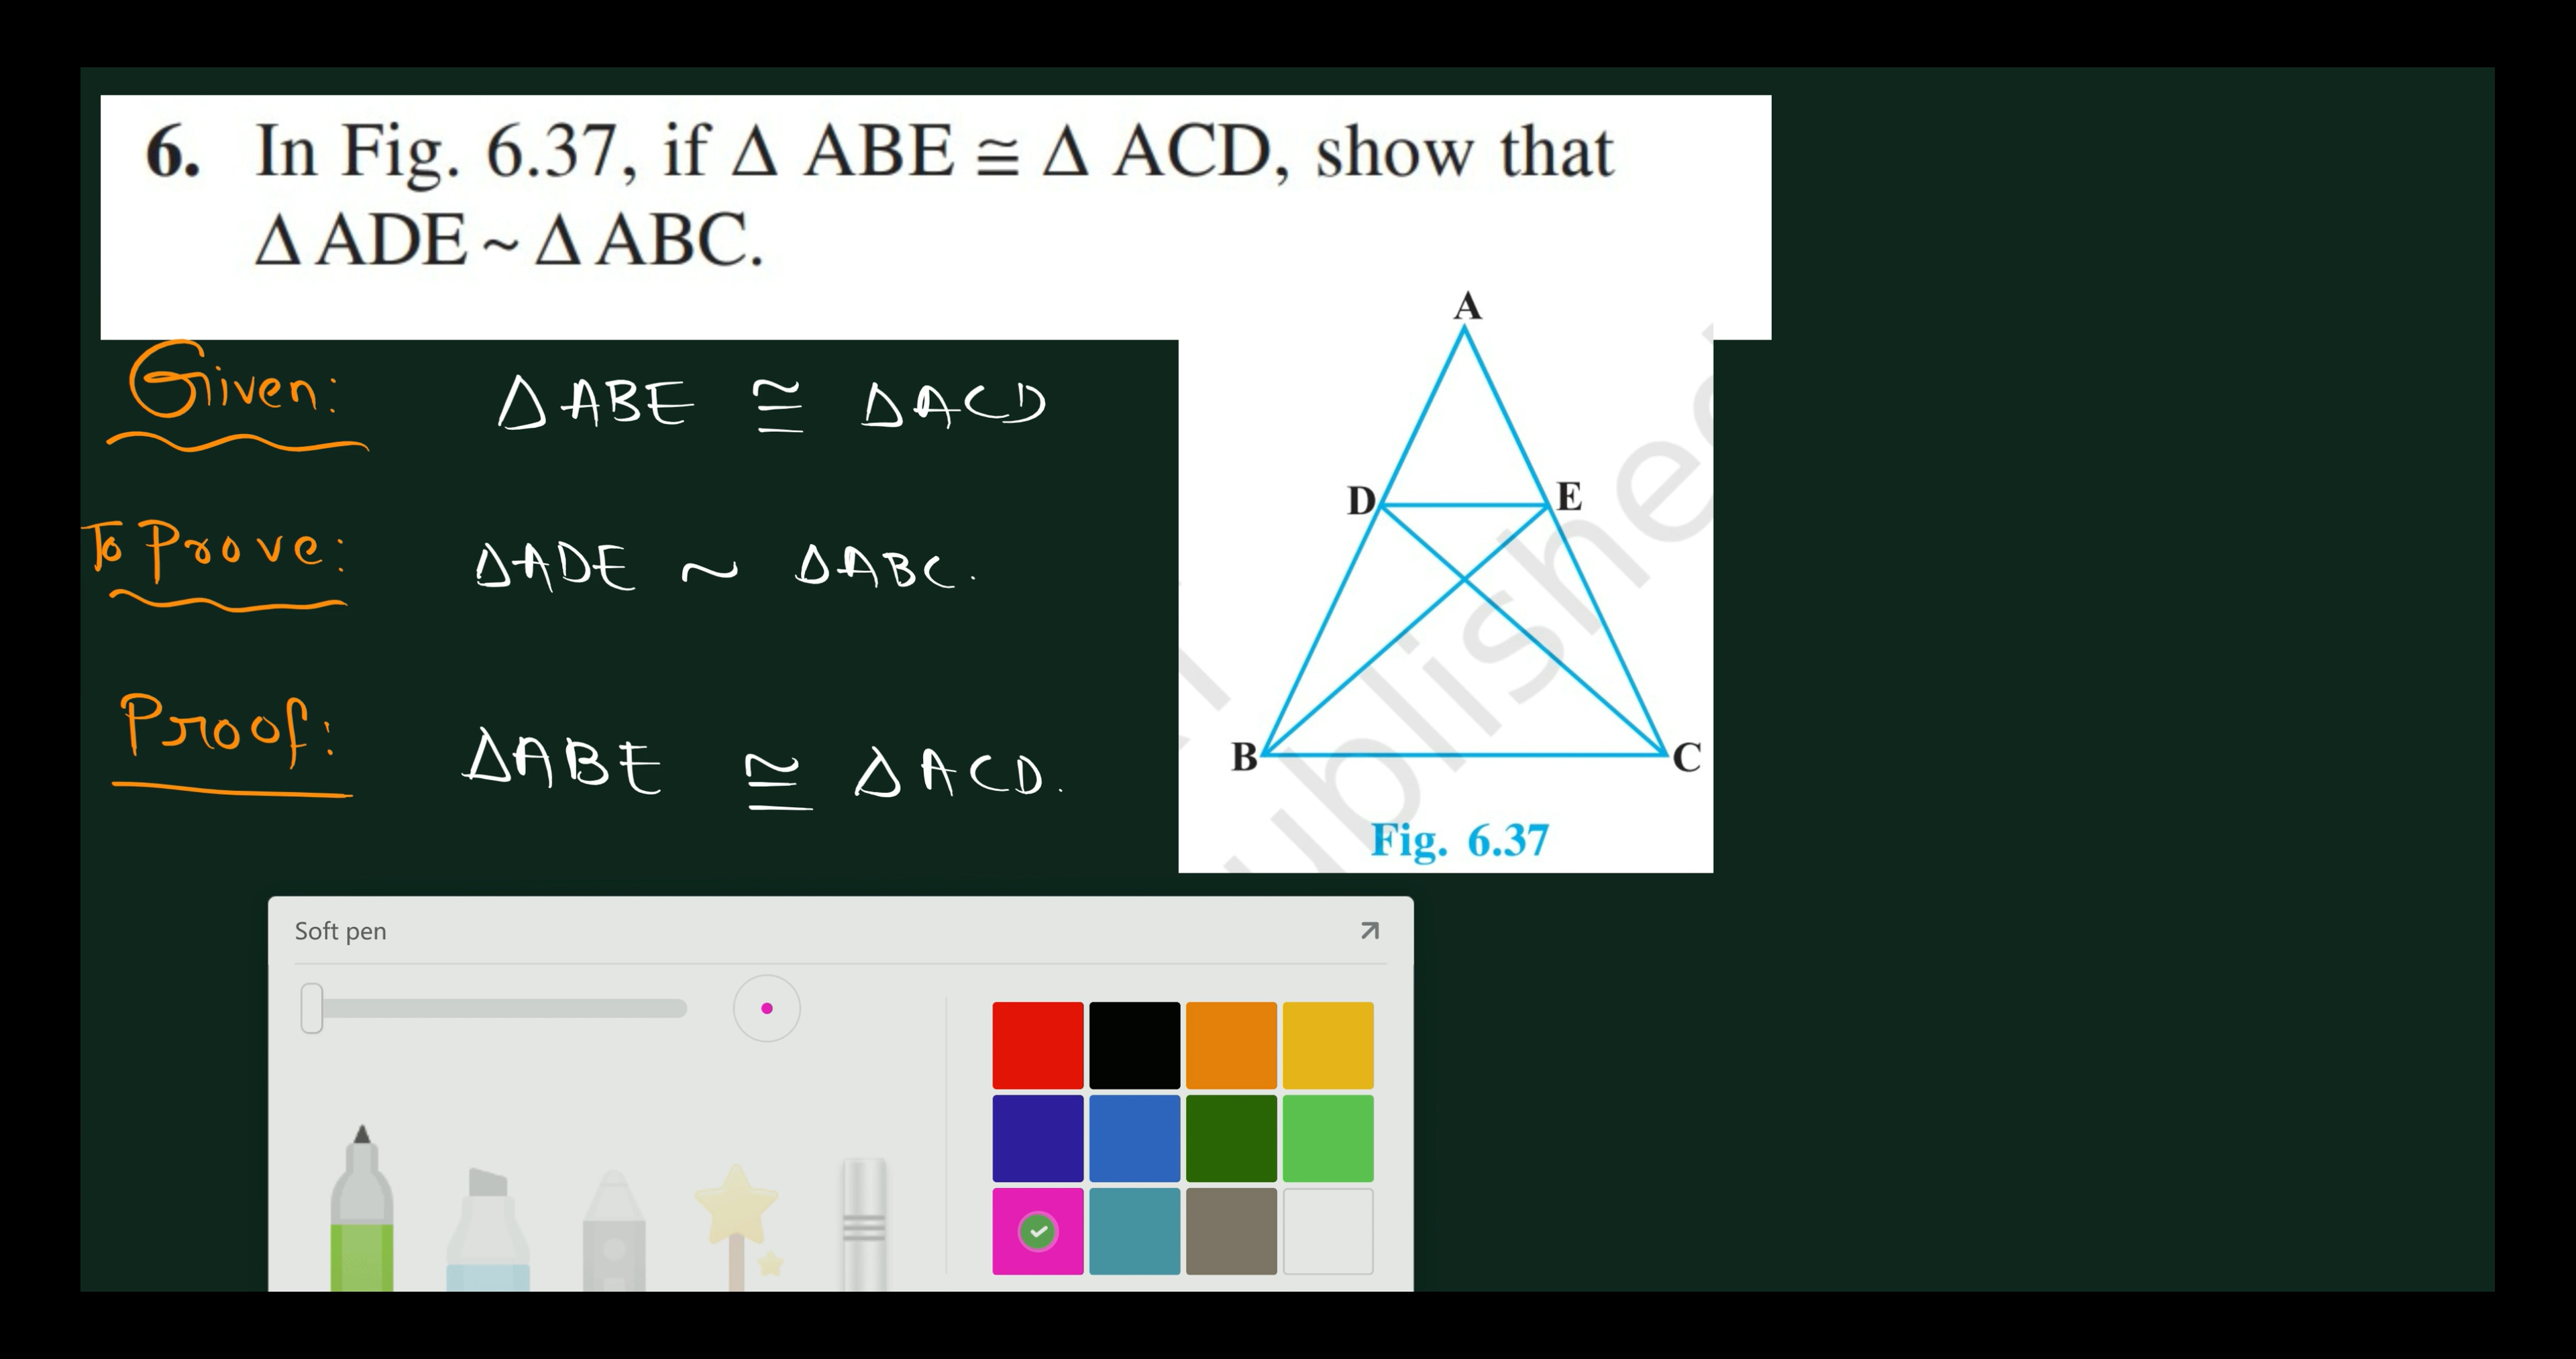 6. In Fig. 6.37, if Δ ABE ≅ Δ ACD, show that
Δ ADE ~ Δ ABC.
Given: ΔABE ≅ ΔACD
To Prove: ΔADE ~ ΔABC.
Proof: ΔABE ≅ ΔACD.
A
D E
B C
Fig. 6.37
Soft pen